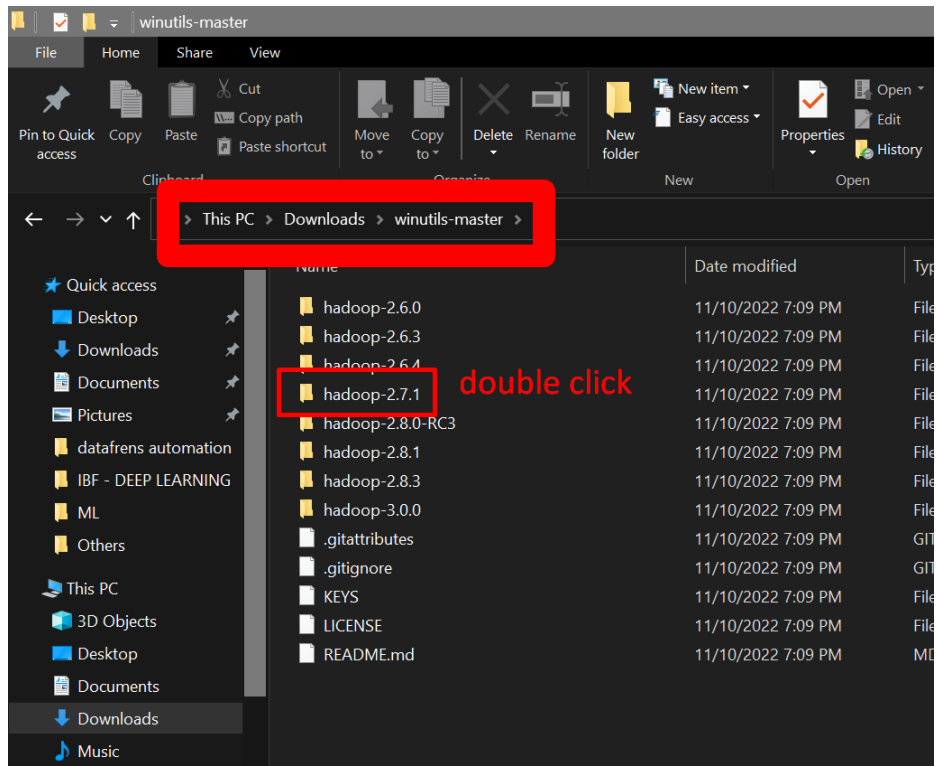 winutils-master
File Home Share View
Pin to Quick access
Copy
Paste
Cut
Copy path
Paste shortcut
Clipboard
Move to
Copy to
Delete
Rename
Organize
New folder
New item
Easy access
New
Properties
Open
Edit
History
Open
This PC > Downloads > winutils-master >
Name Date modified Typ
Quick access
Desktop
Downloads
Documents
Pictures
datafrens automation
IBF - DEEP LEARNING
ML
Others
This PC
3D Objects
Desktop
Documents
Downloads
Music
hadoop-2.6.0 11/10/2022 7:09 PM File
hadoop-2.6.3 11/10/2022 7:09 PM File
hadoop-2.6.4 11/10/2022 7:09 PM File
hadoop-2.7.1 double click 11/10/2022 7:09 PM File
hadoop-2.8.0-RC3 11/10/2022 7:09 PM File
hadoop-2.8.1 11/10/2022 7:09 PM File
hadoop-2.8.3 11/10/2022 7:09 PM File
hadoop-3.0.0 11/10/2022 7:09 PM File
.gitattributes 11/10/2022 7:09 PM GIT
.gitignore 11/10/2022 7:09 PM GIT
KEYS 11/10/2022 7:09 PM File
LICENSE 11/10/2022 7:09 PM File
README.md 11/10/2022 7:09 PM MD